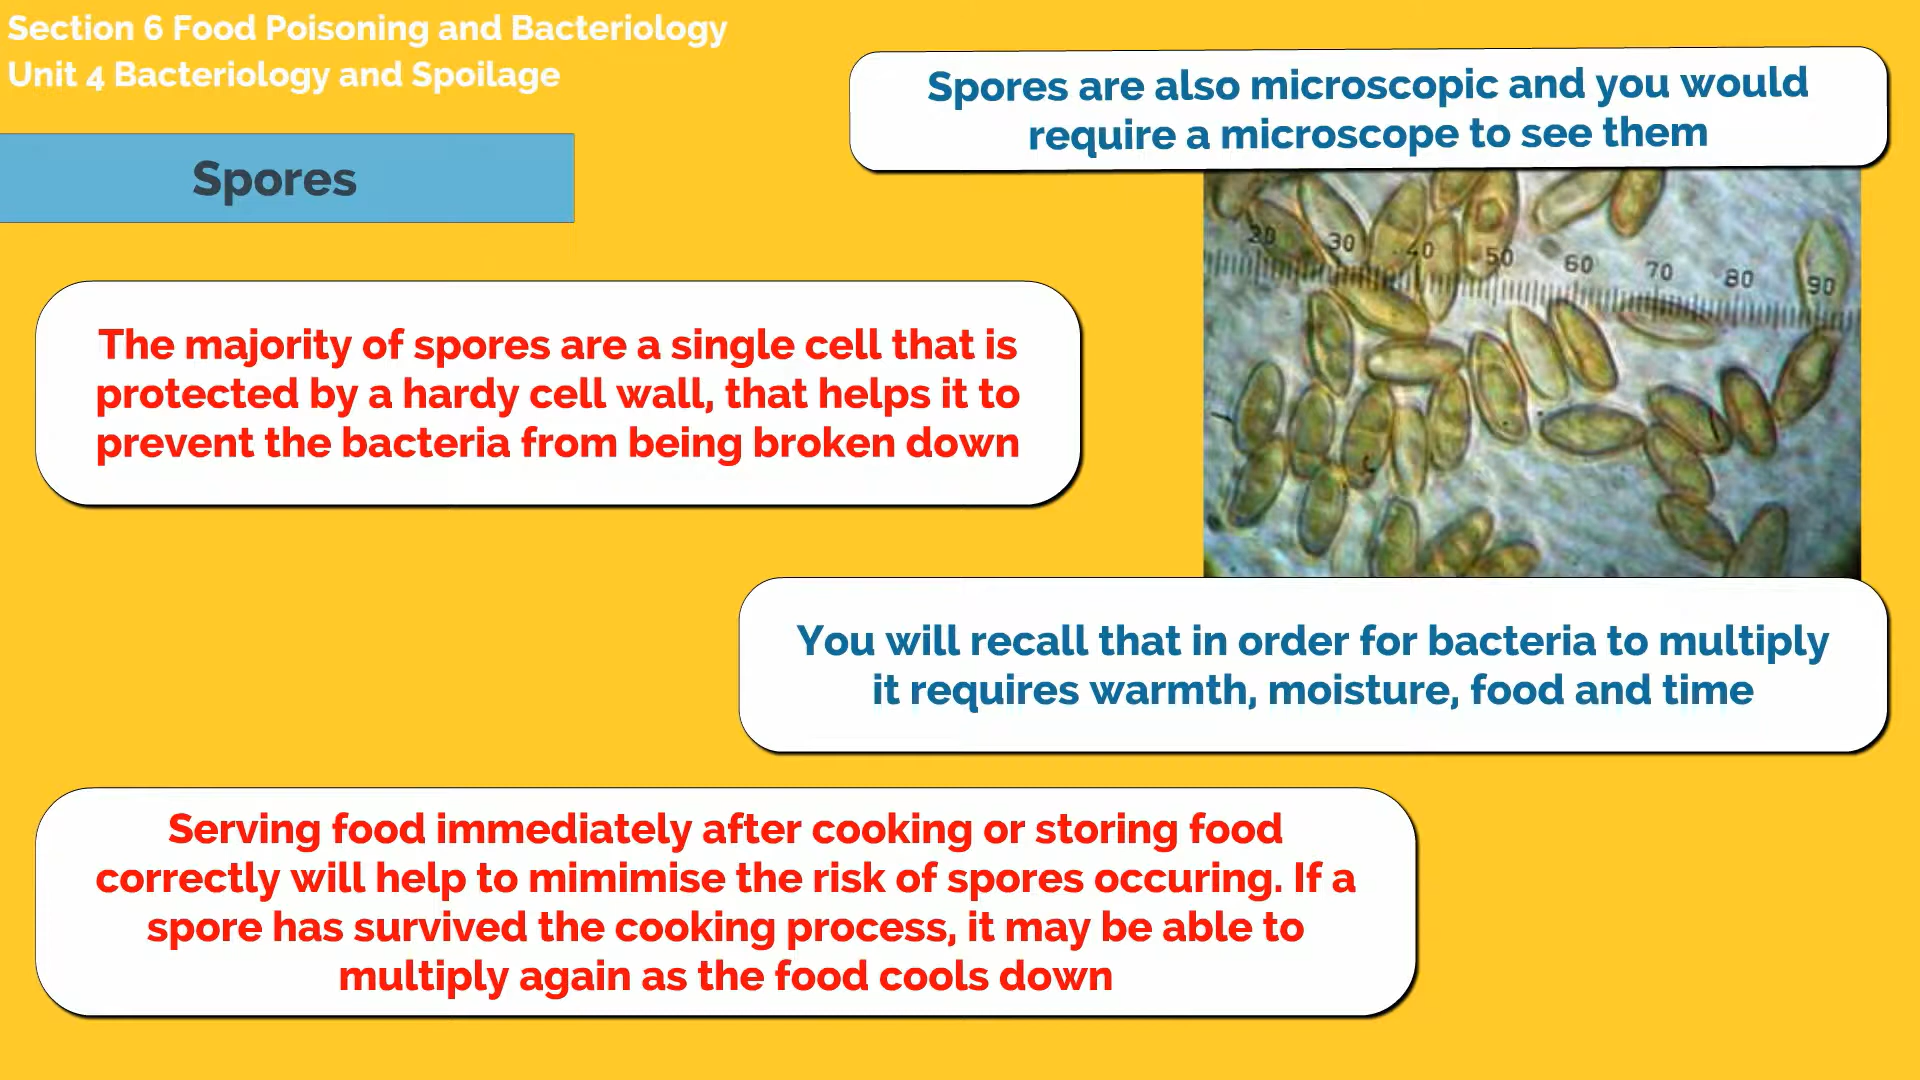 Section 6 Food Poisoning and Bacteriology
Unit 4 Bacteriology and Spoilage
Spores
Spores are also microscopic and you would
require a microscope to see them
20 30 40 50 60 70 80 90
The majority of spores are a single cell that is
protected by a hardy cell wall, that helps it to
prevent the bacteria from being broken down
You will recall that in order for bacteria to multiply
it requires warmth, moisture, food and time
Serving food immediately after cooking or storing food
correctly will help to mimimise the risk of spores occuring. If a
spore has survived the cooking process, it may be able to
multiply again as the food cools down